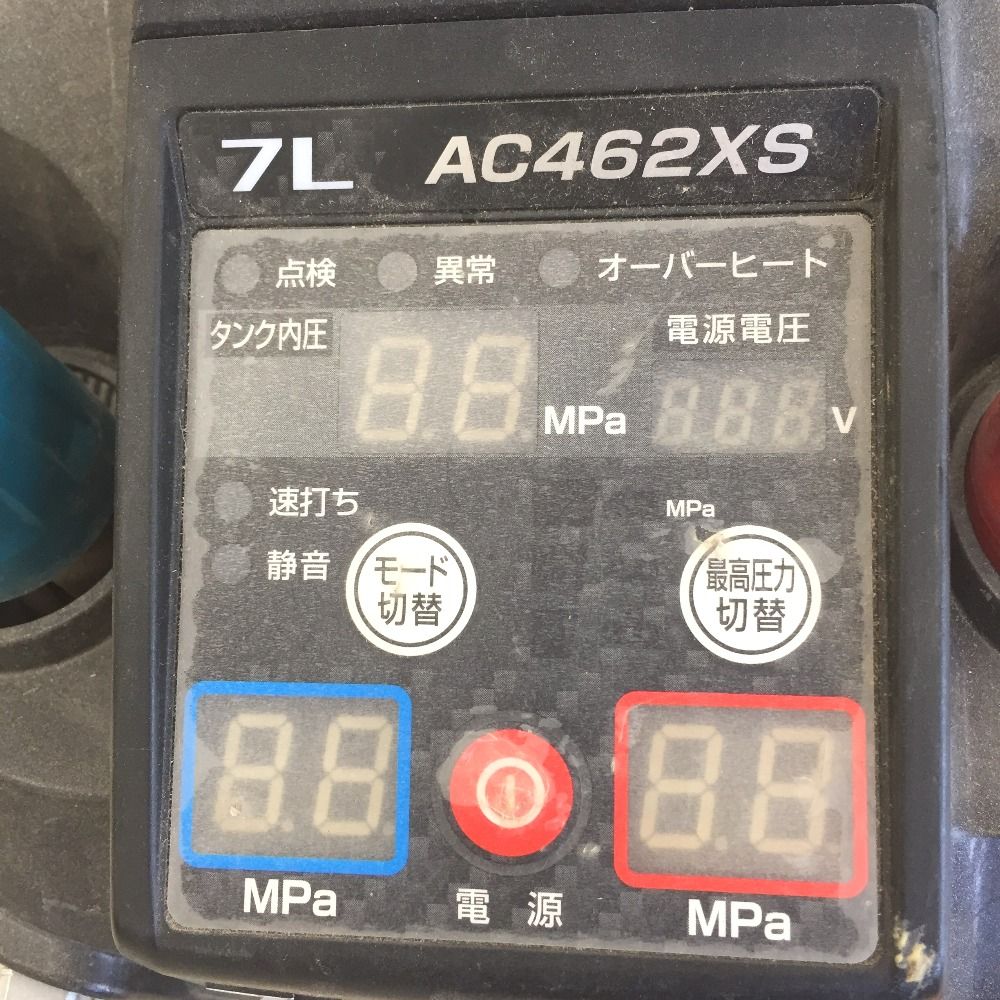 7L AC462XS
点検 異常 オーバーヒート
タンク内圧 電源電圧
MPa V
速打ち
MPa
静音
モード
切替
最高圧力
切替
MPa 電源 MPa